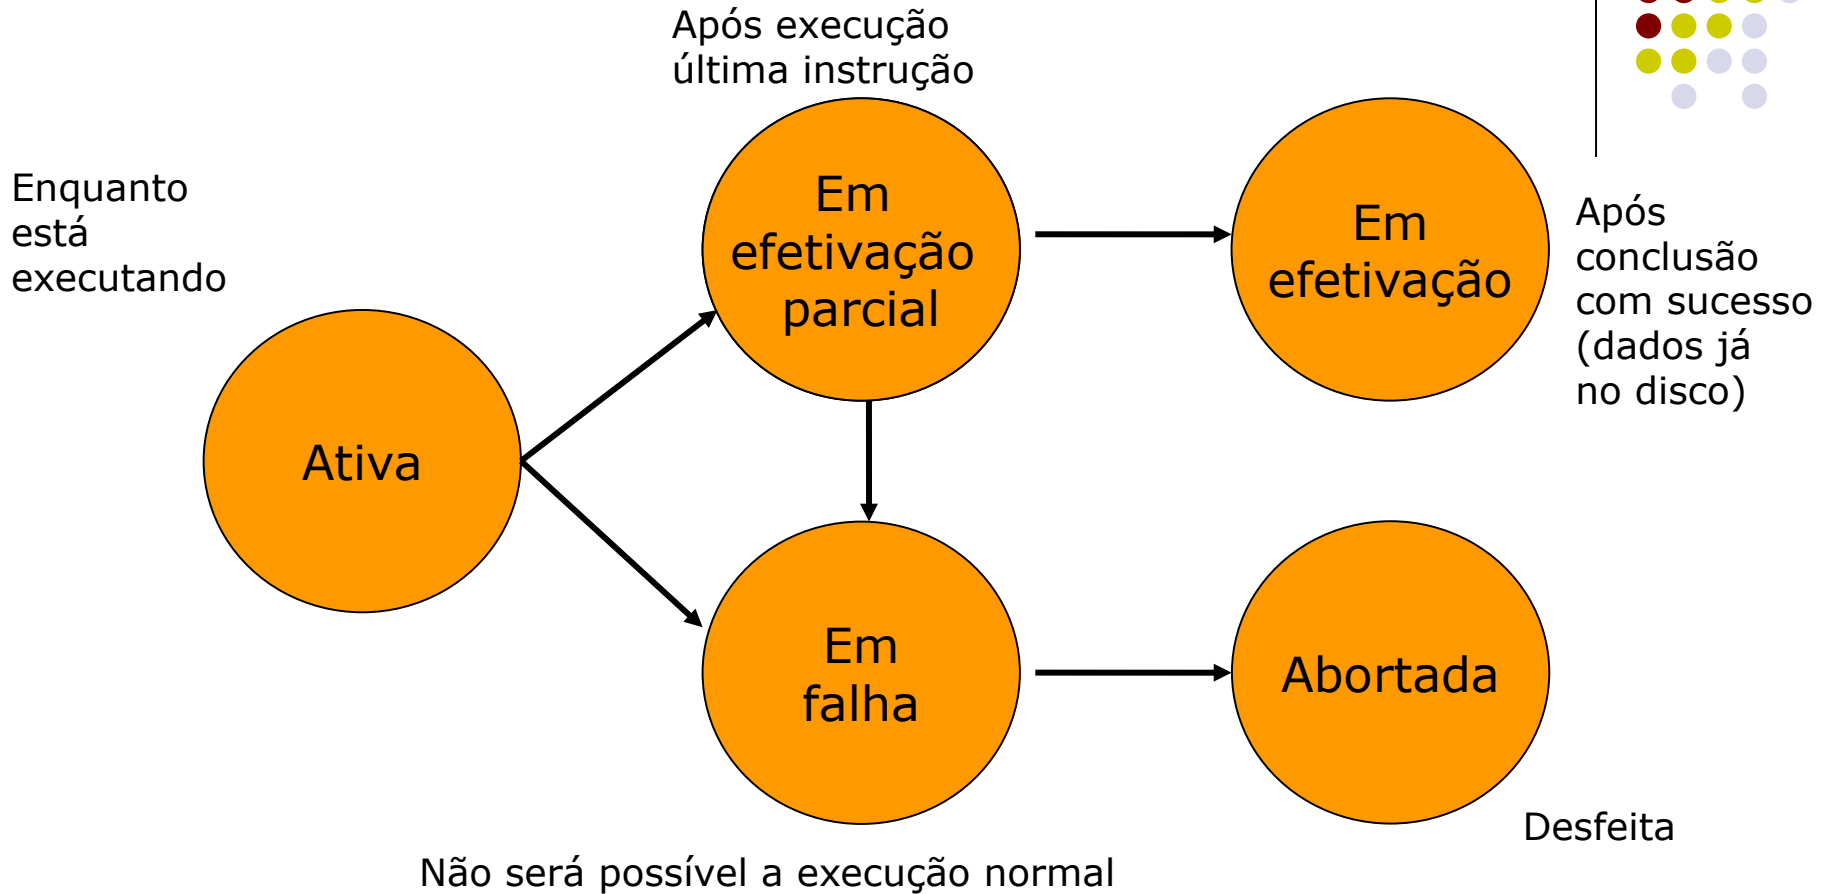 Após execução
última instrução
Enquanto
está
executando
Em
efetivação
parcial
Em
efetivação
Após
conclusão
com sucesso
(dados já
no disco)
Ativa
Em
falha
Abortada
Desfeita
Não será possível a execução normal